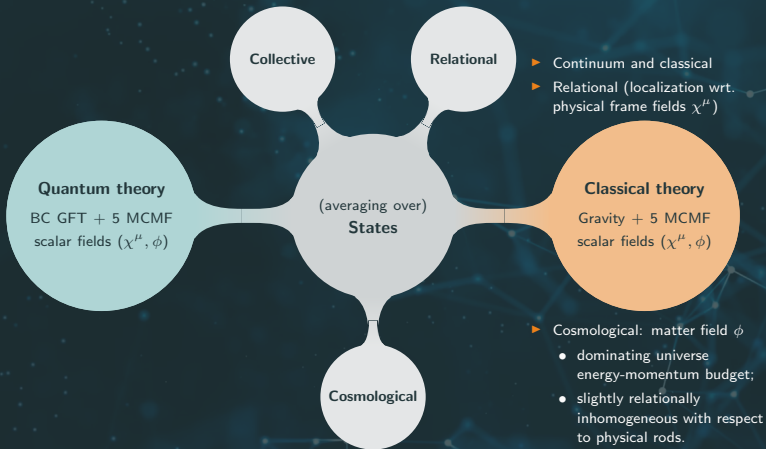 Collective
Relational
► Continuum and classical
► Relational (localization wrt.
physical frame fields χ^μ)
Quantum theory
BC GFT + 5 MCMF
scalar fields (χ^μ, ϕ)
(averaging over)
States
Classical theory
Gravity + 5 MCMF
scalar fields (χ^μ, ϕ)
Cosmological
► Cosmological: matter field ϕ
• dominating universe
energy-momentum budget;
• slightly relationally
inhomogeneous with respect
to physical rods.